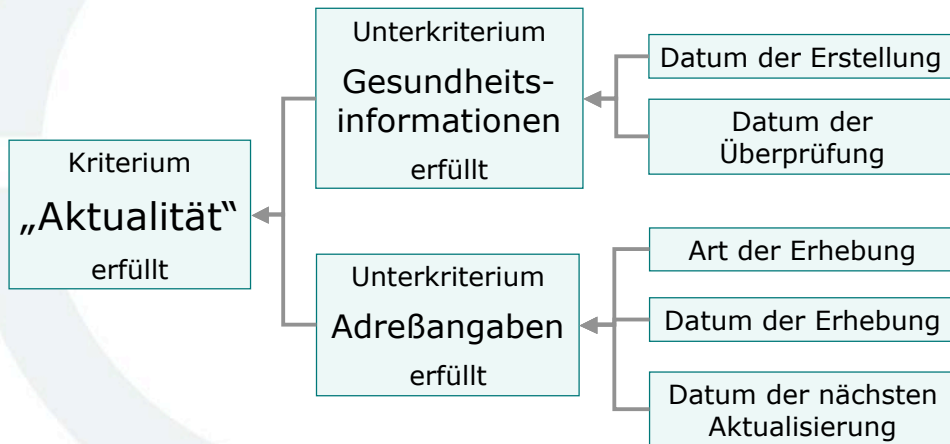 Kriterium
„Aktualität“
erfüllt
Unterkriterium
Gesundheits-
informationen
erfüllt
Unterkriterium
Adreßangaben
erfüllt
Datum der Erstellung
Datum der
Überprüfung
Art der Erhebung
Datum der Erhebung
Datum der nächsten
Aktualisierung